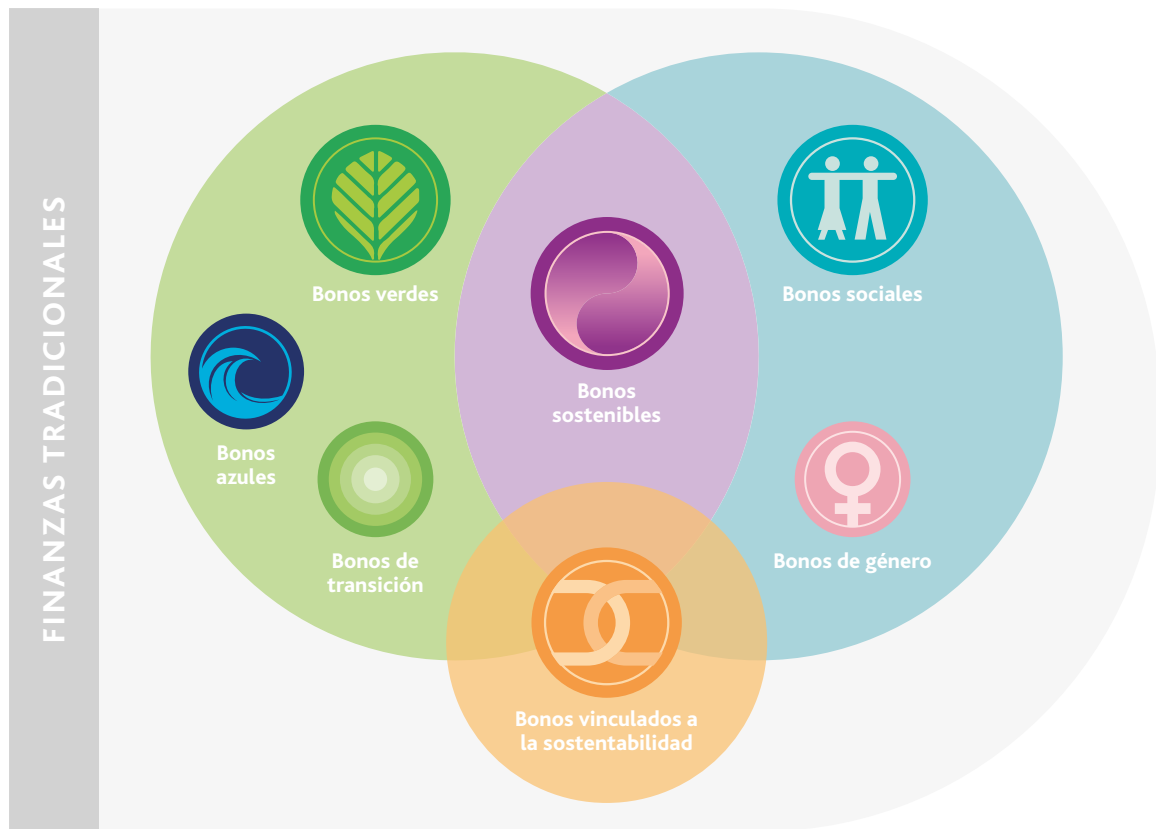 FINANZAS TRADICIONALES
Bonos verdes
Bonos sociales
Bonos
sostenibles
Bonos
azules
Bonos de
transición
Bonos de género
Bonos vinculados a
la sostentabilidad